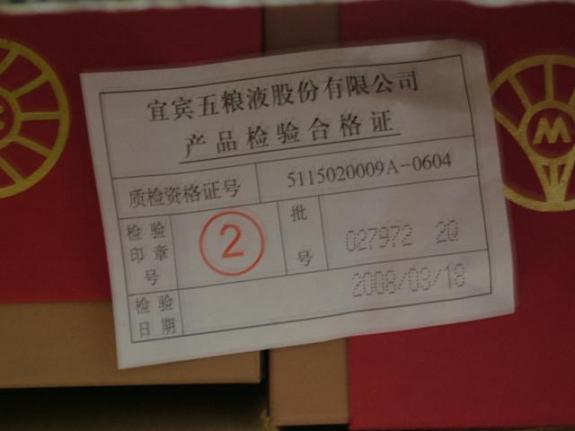 宜宾五粮液股份有限公司
产品检验合格证
质检资格证号 5115020009A-0604
检验印章号 2 批号 027972 2Q
检验日期 2008/03/18